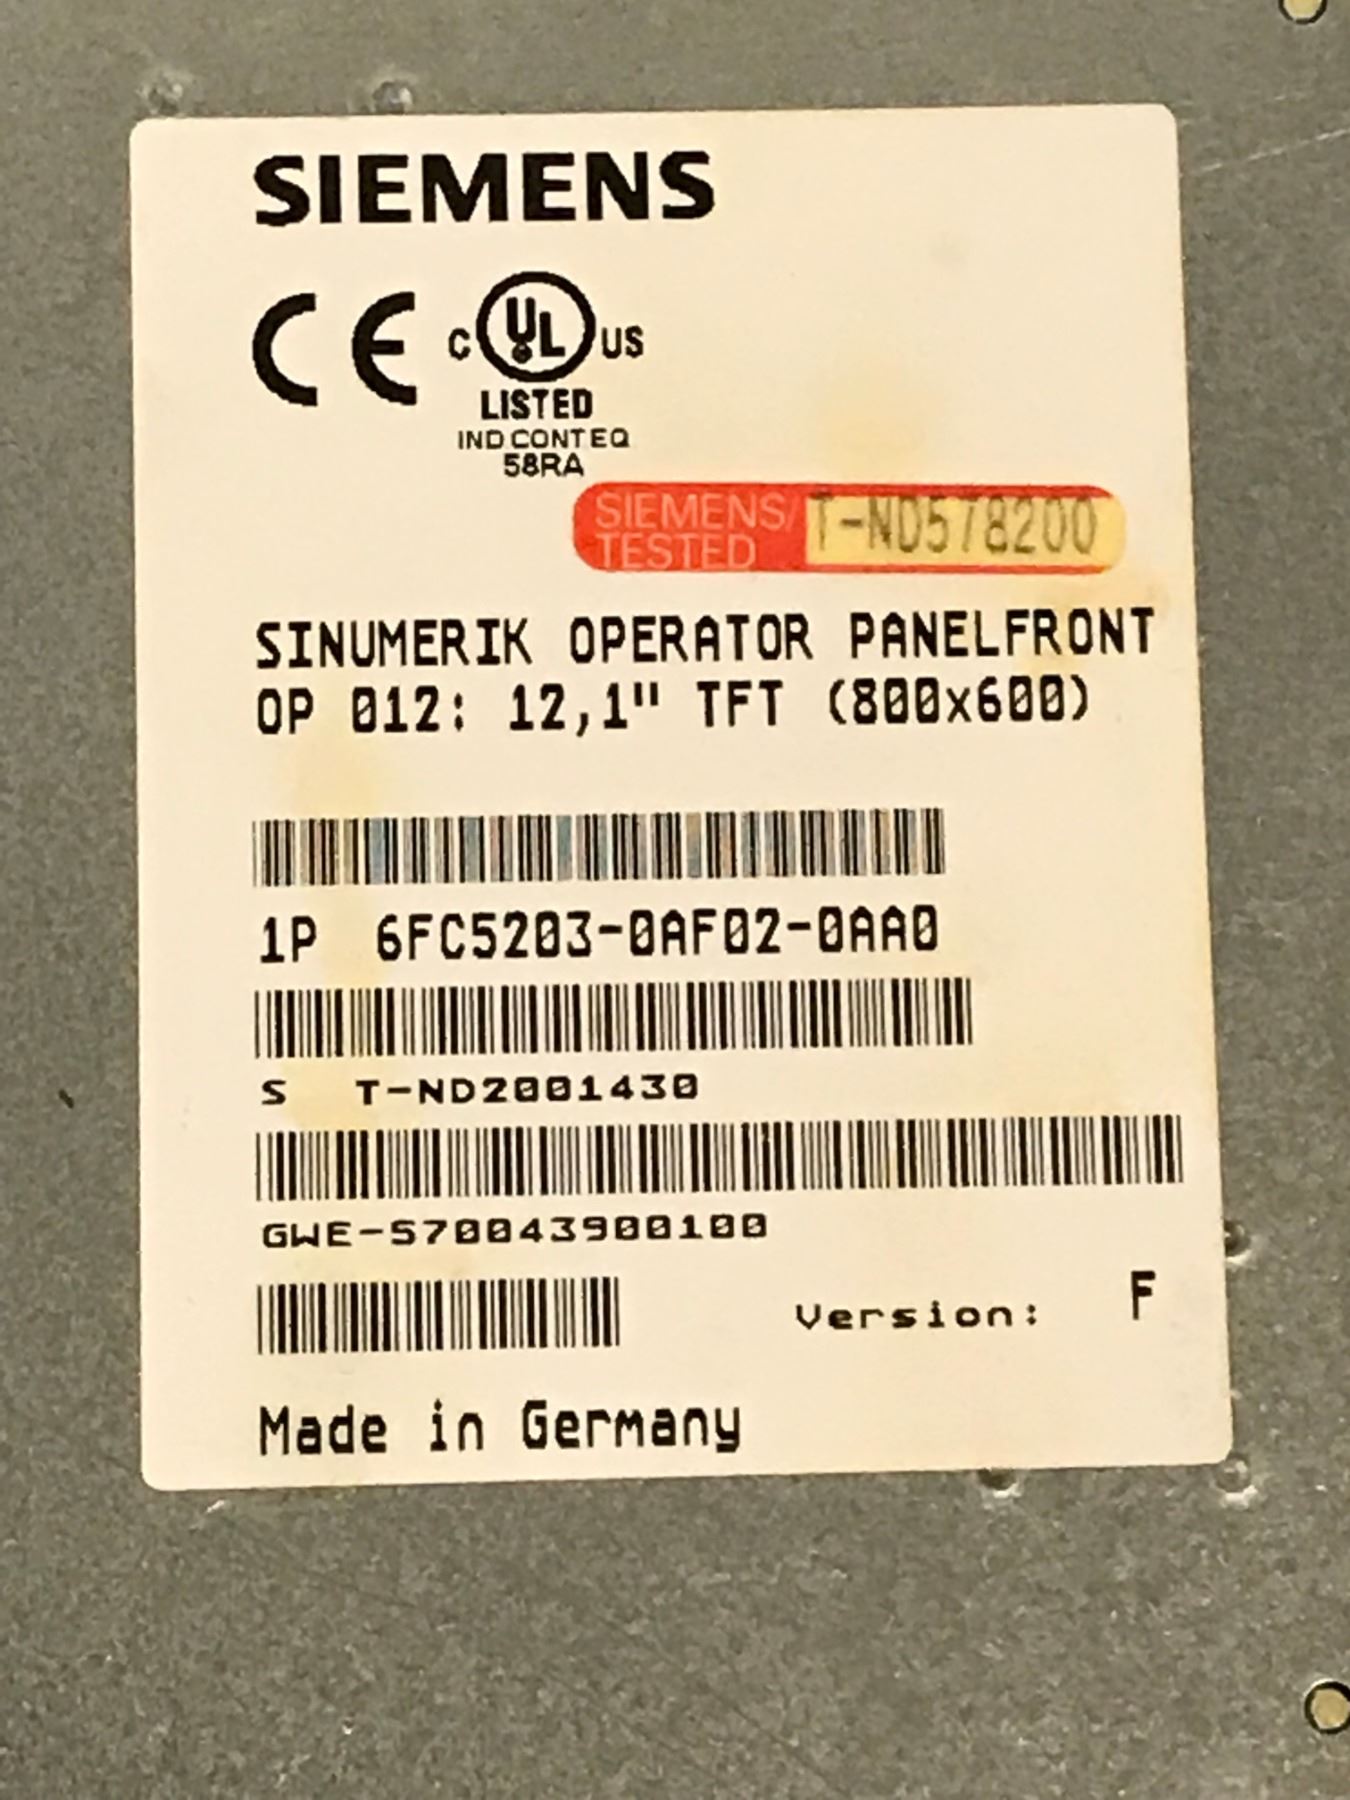 SIEMENS
CE
C UL US
LISTED
IND CONT EQ
58RA
SIEMENS/
TESTED
T-ND578200
SINUMERIK OPERATOR PANELFRONT
OP 012: 12,1" TFT (800x600)
1P 6FC5203-0AF02-0AA0
S T-ND2001430
GWE-570043900100
Version: F
Made in Germany